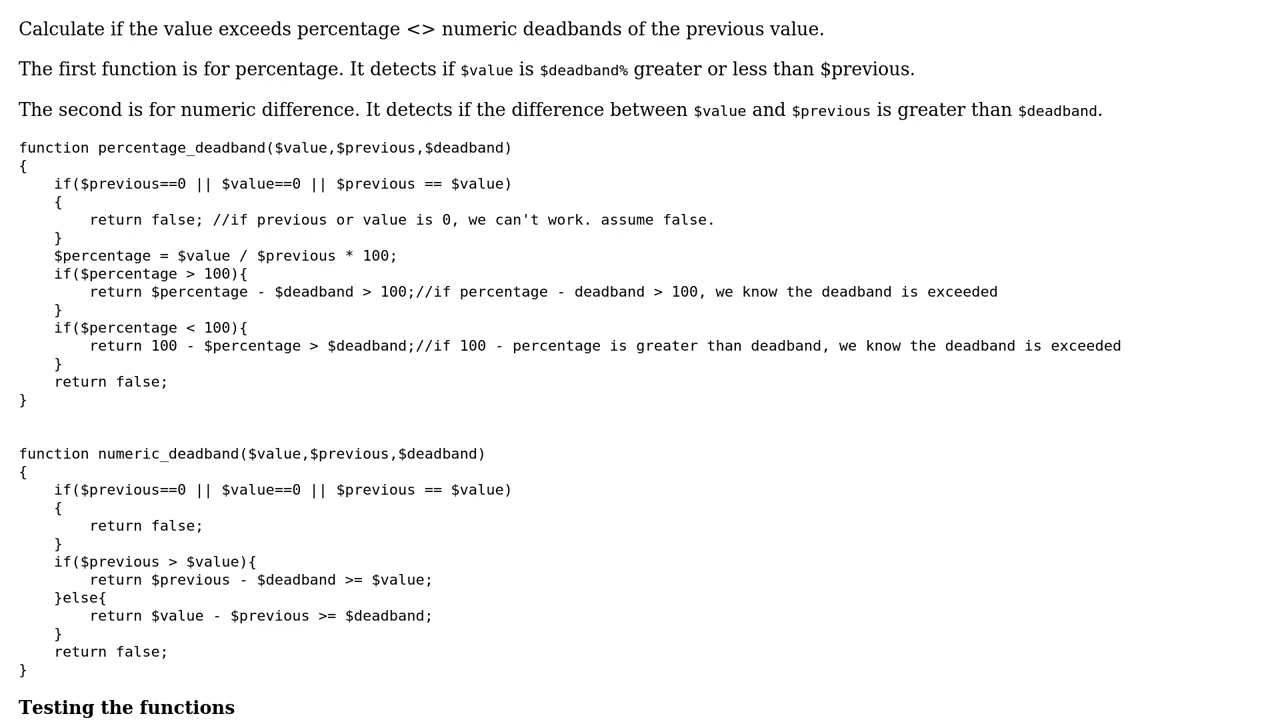 Calculate if the value exceeds percentage <> numeric deadbands of the previous value.
The first function is for percentage. It detects if $value is $deadband% greater or less than $previous.
The second is for numeric difference. It detects if the difference between $value and $previous is greater than $deadband.
function percentage_deadband($value,$previous,$deadband)
{
    if($previous==0 || $value==0 || $previous == $value)
    {
        return false; //if previous or value is 0, we can't work. assume false.
    }
    $percentage = $value / $previous * 100;
    if($percentage > 100){
        return $percentage - $deadband > 100;//if percentage - deadband > 100, we know the deadband is exceeded
    }
    if($percentage < 100){
        return 100 - $percentage > $deadband;//if 100 - percentage is greater than deadband, we know the deadband is exceeded
    }
    return false;
}
function numeric_deadband($value,$previous,$deadband)
{
    if($previous==0 || $value==0 || $previous == $value)
    {
        return false;
    }
    if($previous > $value){
        return $previous - $deadband >= $value;
    }else{
        return $value - $previous >= $deadband;
    }
    return false;
}
Testing the functions